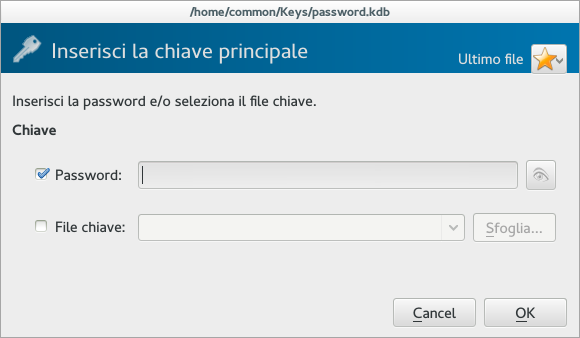 /home/common/Keys/password.kdb
Inserisci la chiave principale
Ultimo file
Inserisci la password e/o seleziona il file chiave.
Chiave
Password:
File chiave:
Sfoglia...
Cancel
OK